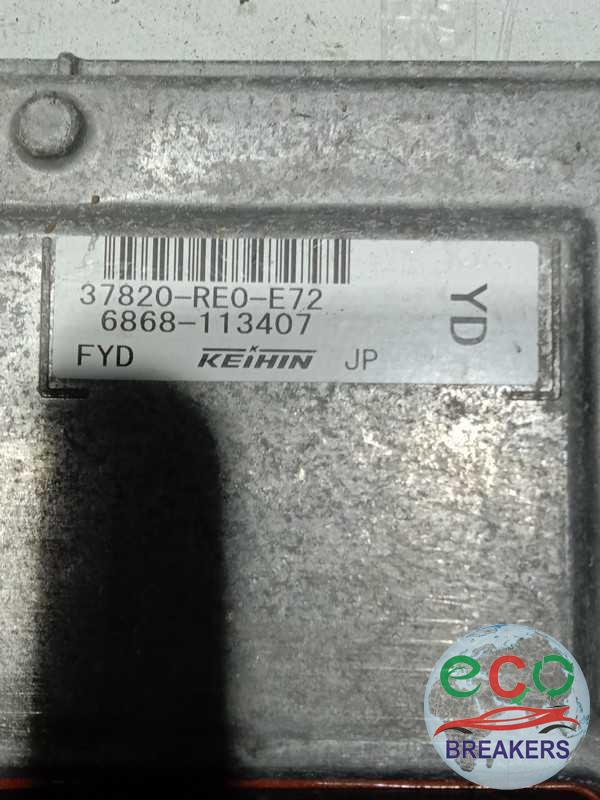 37820-RE0-E72
6868-113407
FYD KEIHIN JP
YD
eco
BREAKERS